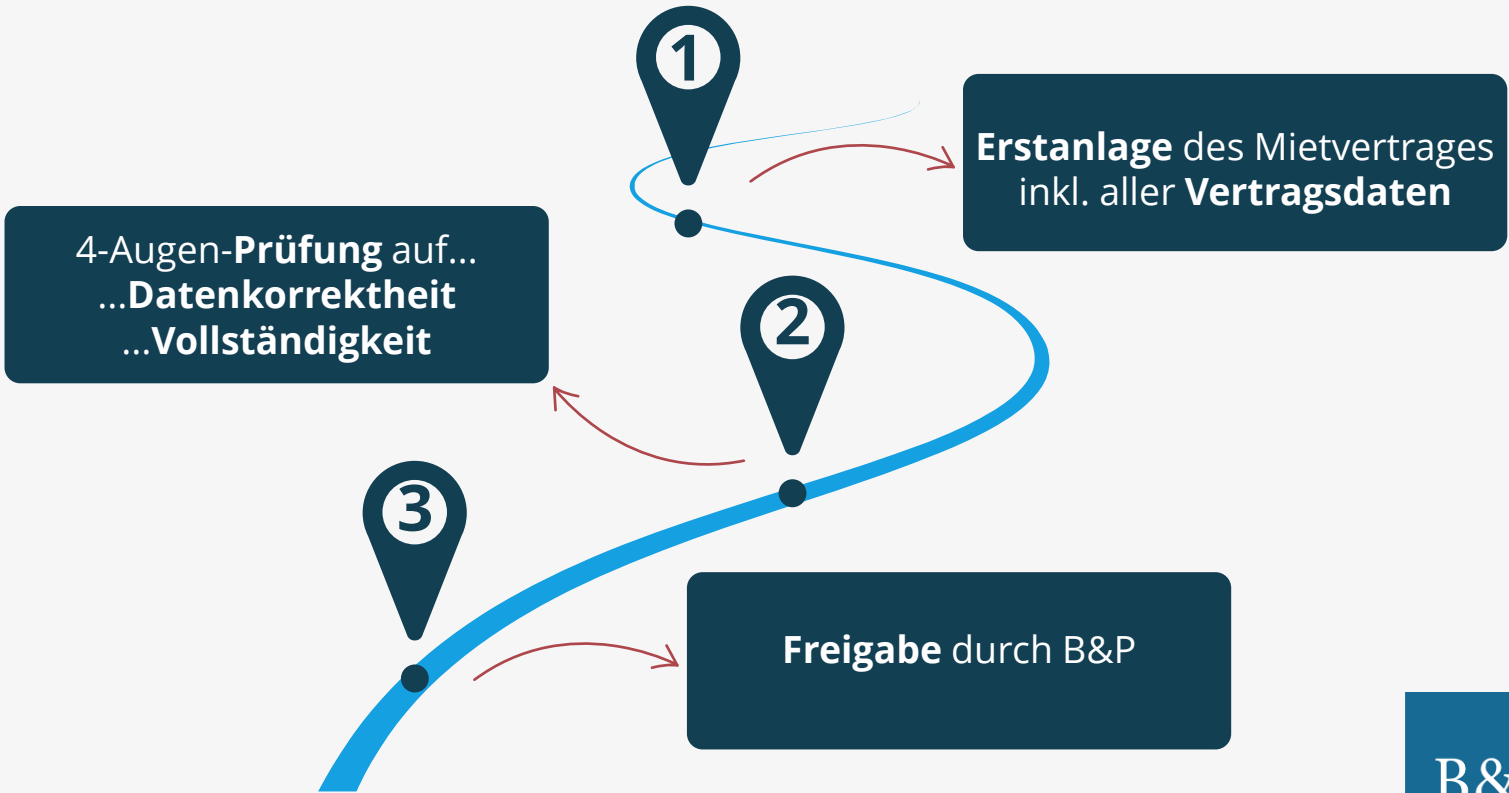 1
Erstanlage des Mietvertrages
inkl. aller Vertragsdaten
4-Augen-Prüfung auf...
...Datenkorrektheit
...Vollständigkeit
2
3
Freigabe durch B&P
B&